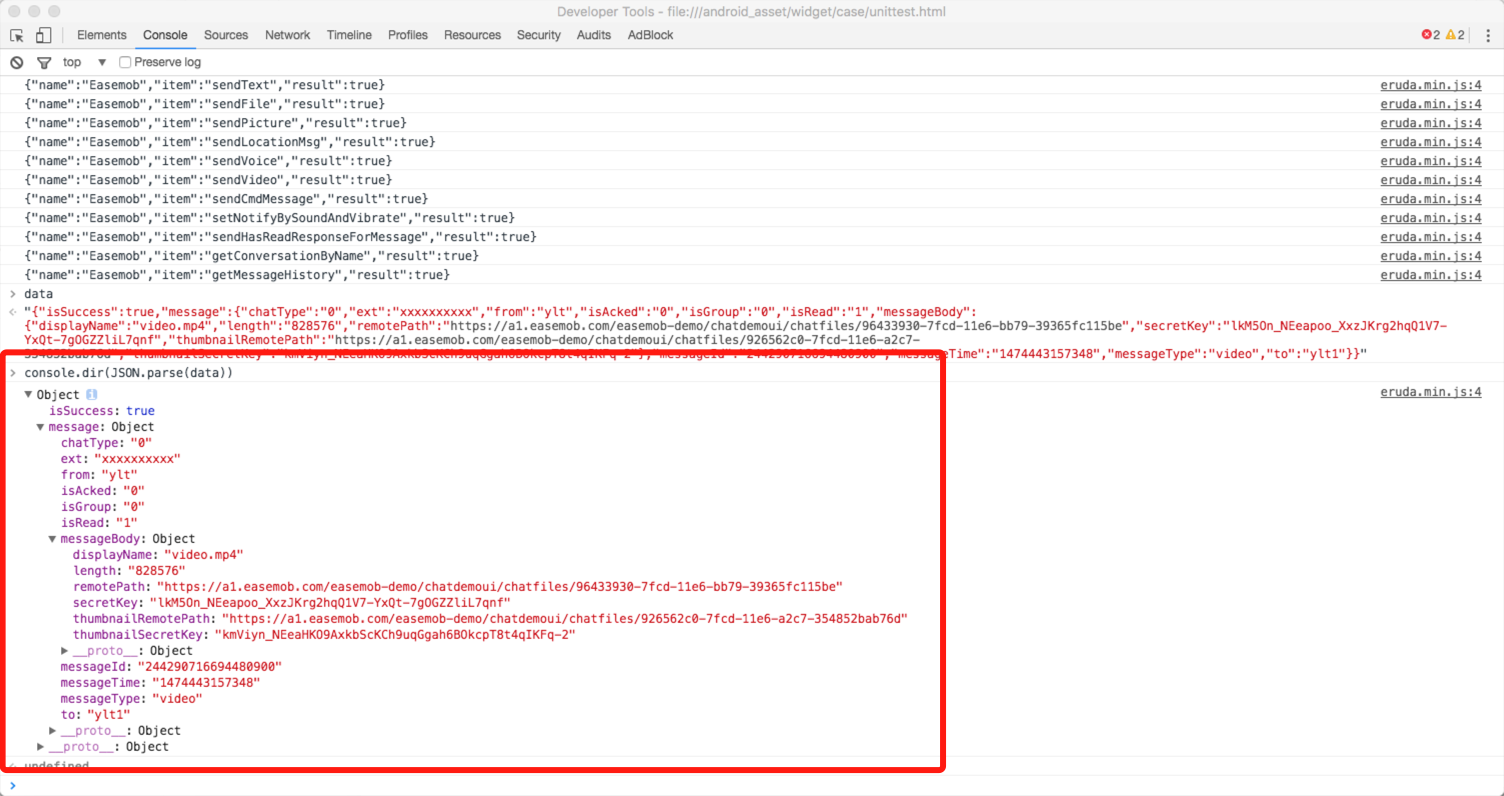 Developer Tools - file:///android_asset/widget/case/unittest.html
Elements Console Sources Network Timeline Profiles Resources Security Audits AdBlock 2 2
top Preserve log
{"name":"Easemob","item":"sendText","result":true} eruda.min.js:4
{"name":"Easemob","item":"sendFile","result":true} eruda.min.js:4
{"name":"Easemob","item":"sendPicture","result":true} eruda.min.js:4
{"name":"Easemob","item":"sendLocationMsg","result":true} eruda.min.js:4
{"name":"Easemob","item":"sendVoice","result":true} eruda.min.js:4
{"name":"Easemob","item":"sendVideo","result":true} eruda.min.js:4
{"name":"Easemob","item":"sendCmdMessage","result":true} eruda.min.js:4
{"name":"Easemob","item":"setNotifyBySoundAndVibrate","result":true} eruda.min.js:4
{"name":"Easemob","item":"sendHasReadResponseForMessage","result":true} eruda.min.js:4
{"name":"Easemob","item":"getConversationByName","result":true} eruda.min.js:4
{"name":"Easemob","item":"getMessageHistory","result":true} eruda.min.js:4
> data
"{"isSuccess":true,"message":{"chatType":"0","ext":"xxxxxxxxxx","from":"ylt","isAcked":"0","isGroup":"0","isRead":"1","messageBody":
{"displayName":"video.mp4","length":"828576","remotePath":"https://a1.easemob.com/easemob-demo/chatdemoui/chatfiles/96433930-7fcd-11e6-bb79-39365fc115be","secretKey":"lkM5On_NEeapoo_XxzJKrg2hqQ1V7-
YxQt-7gOGZZliL7qnf","thumbnailRemotePath":"https://a1.easemob.com/easemob-demo/chatdemoui/chatfiles/926562c0-7fcd-11e6-a2c7-
Time":"1474443157348","messageType":"video","to":"ylt1"}}"
> console.dir(JSON.parse(data))
▼ Object i eruda.min.js:4
isSuccess: true
▼ message: Object
chatType: "0"
ext: "xxxxxxxxxx"
from: "ylt"
isAcked: "0"
isGroup: "0"
isRead: "1"
▼ messageBody: Object
displayName: "video.mp4"
length: "828576"
remotePath: "https://a1.easemob.com/easemob-demo/chatdemoui/chatfiles/96433930-7fcd-11e6-bb79-39365fc115be"
secretKey: "lkM5On_NEeapoo_XxzJKrg2hqQ1V7-YxQt-7gOGZZliL7qnf"
thumbnailRemotePath: "https://a1.easemob.com/easemob-demo/chatdemoui/chatfiles/926562c0-7fcd-11e6-a2c7-354852bab76d"
thumbnailSecretKey: "kmViyn_NEeaHKO9AxkbScKCh9uqGgah6BOkcpT8t4qIKFq-2"
▶ __proto__: Object
messageId: "244290716694480900"
messageTime: "1474443157348"
messageType: "video"
to: "ylt1"
▶ __proto__: Object
▶ __proto__: Object
undefined
>